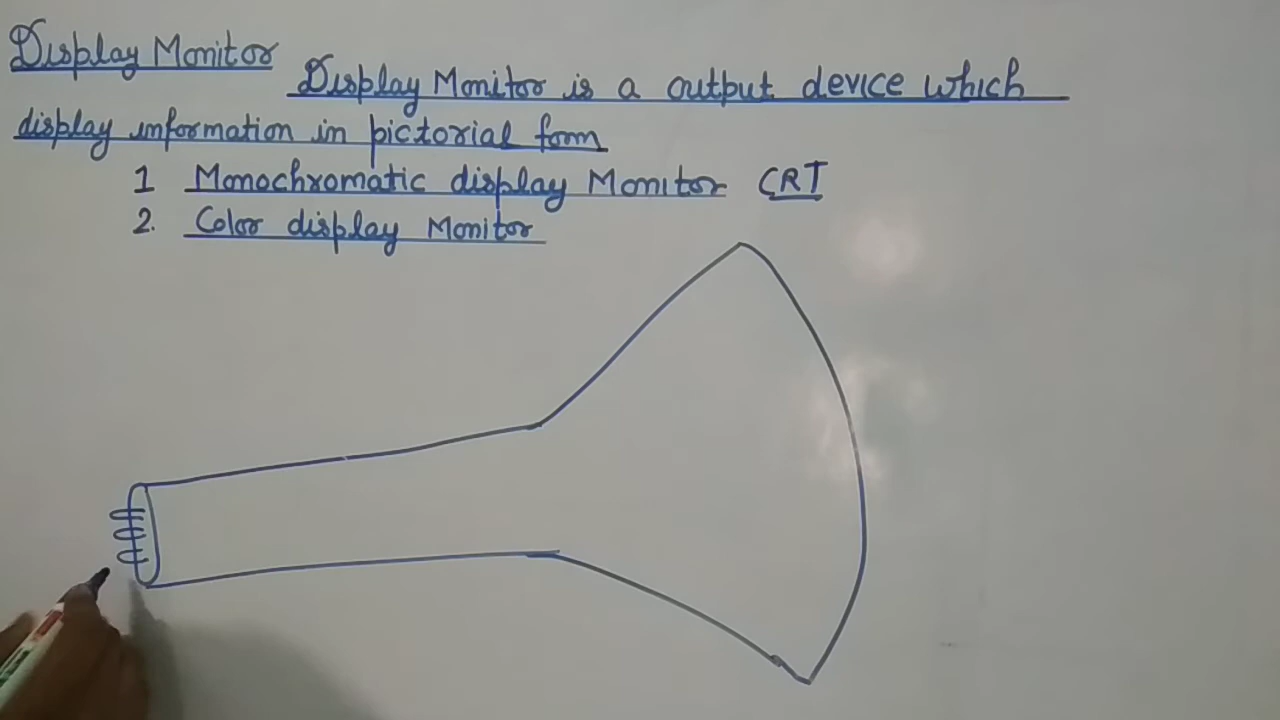 Display Monitor
Display Monitor is a output device which
display information in pictorial form
1 Monochromatic display Monitor CRT
2. Color display Monitor